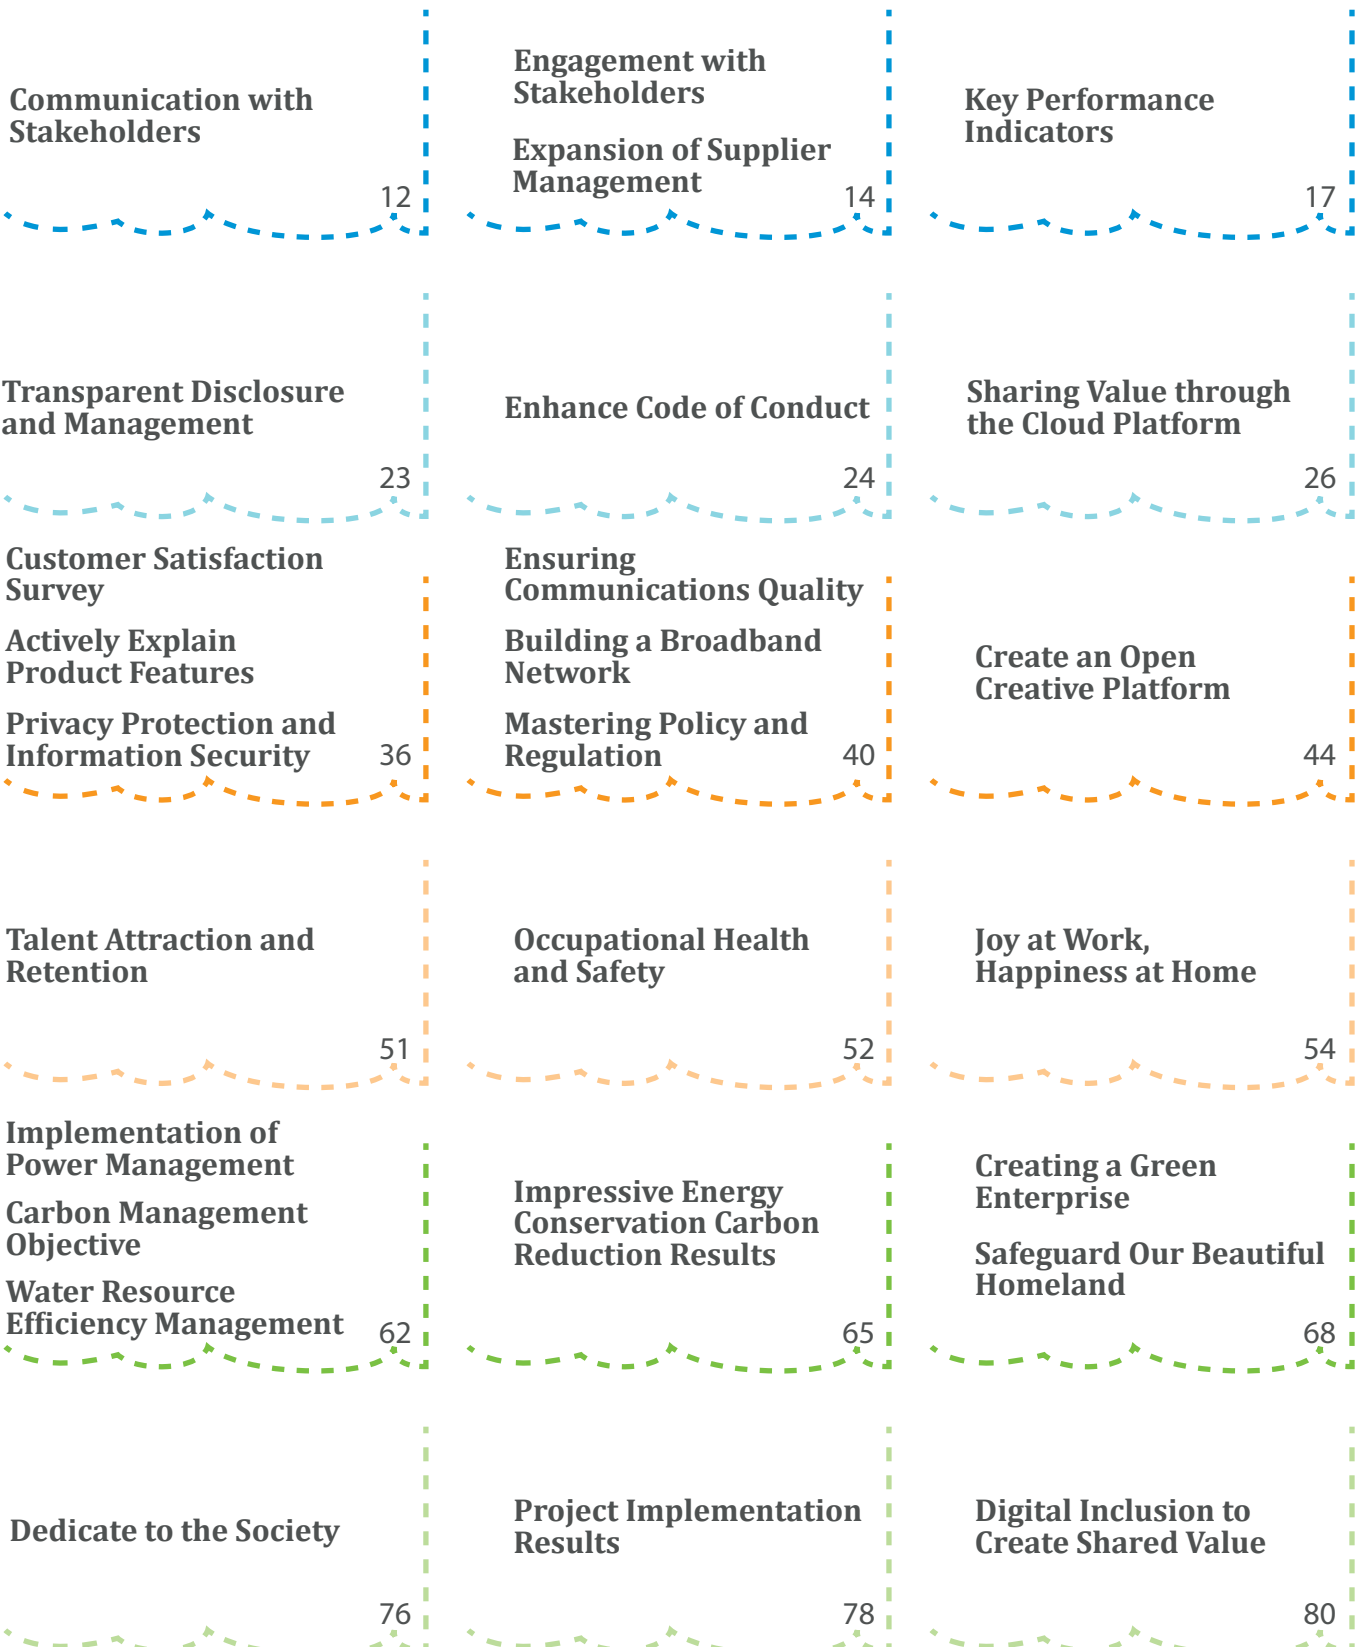 Communication with
Stakeholders
12
Engagement with
Stakeholders
Expansion of Supplier
Management
14
Key Performance
Indicators
17
Transparent Disclosure
and Management
23
Enhance Code of Conduct
24
Sharing Value through
the Cloud Platform
26
Customer Satisfaction
Survey
Actively Explain
Product Features
Privacy Protection and
Information Security
36
Ensuring
Communications Quality
Building a Broadband
Network
Mastering Policy and
Regulation
40
Create an Open
Creative Platform
44
Talent Attraction and
Retention
51
Occupational Health
and Safety
52
Joy at Work,
Happiness at Home
54
Implementation of
Power Management
Carbon Management
Objective
Water Resource
Efficiency Management
62
Impressive Energy
Conservation Carbon
Reduction Results
65
Creating a Green
Enterprise
Safeguard Our Beautiful
Homeland
68
Dedicate to the Society
76
Project Implementation
Results
78
Digital Inclusion to
Create Shared Value
80